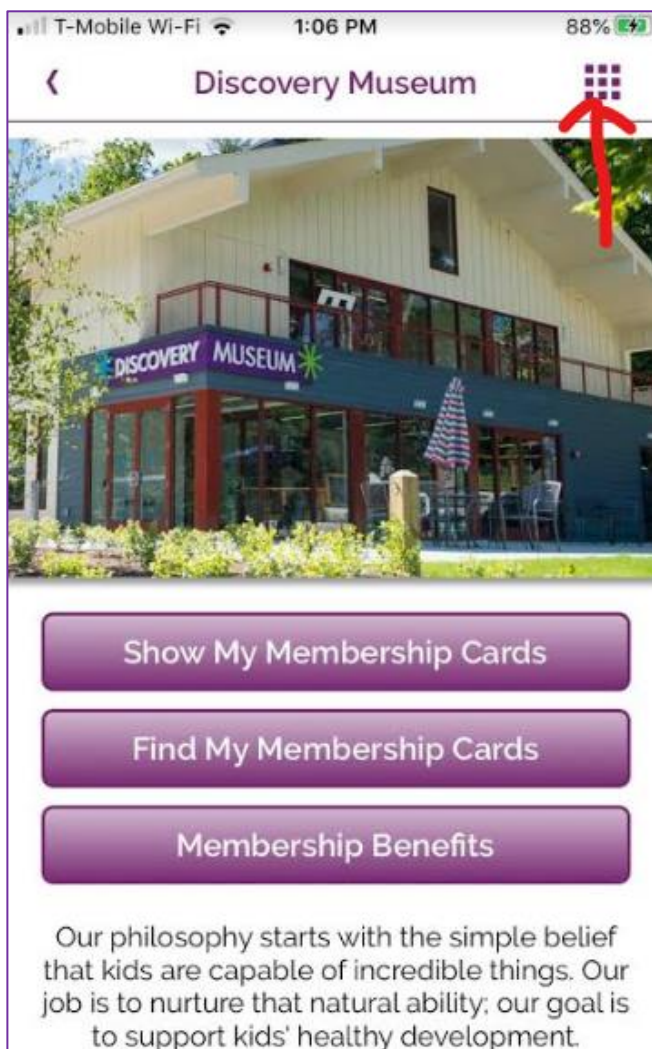 T-Mobile Wi-Fi 1:06 PM 88%
Discovery Museum
DISCOVERY MUSEUM
Show My Membership Cards
Find My Membership Cards
Membership Benefits
Our philosophy starts with the simple belief
that kids are capable of incredible things. Our
job is to nurture that natural ability; our goal is
to support kids' healthy development.